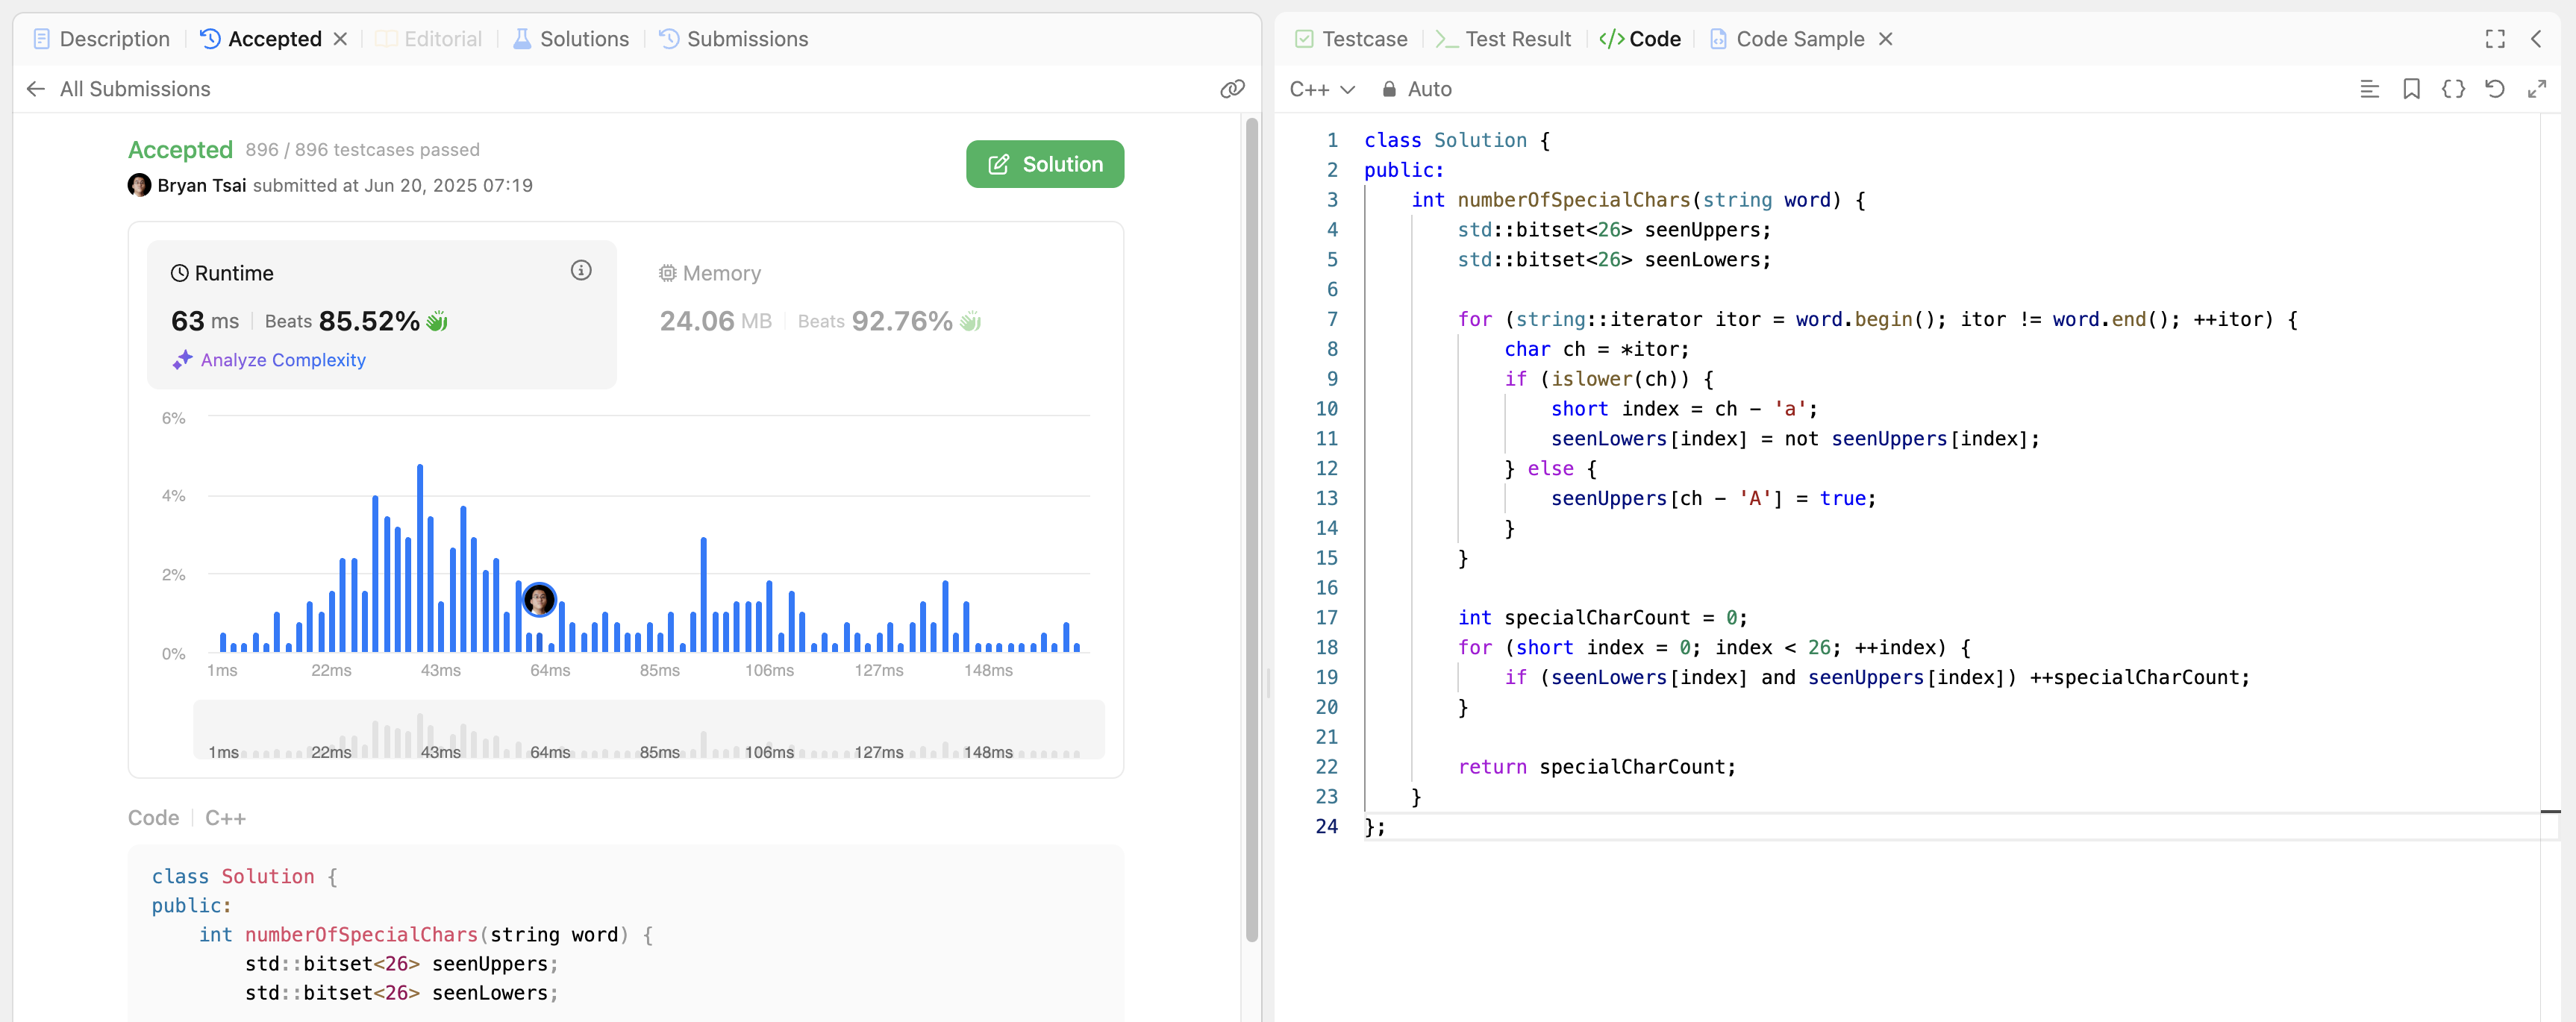 Description
Accepted
Editorial
Solutions
Submissions
All Submissions
Accepted 896 / 896 testcases passed
Bryan Tsai submitted at Jun 20, 2025 07:19
Solution
Runtime
63 ms Beats 85.52%
Analyze Complexity
Memory
24.06 MB Beats 92.76%
6%
4%
2%
0%
1ms 22ms 43ms 64ms 85ms 106ms 127ms 148ms
1ms 22ms 43ms 64ms 85ms 106ms 127ms 148ms
Code C++
class Solution {
public:
    int numberOfSpecialChars(string word) {
        std::bitset<26> seenUppers;
        std::bitset<26> seenLowers;
Testcase
Test Result
Code
Code Sample
C++ Auto
1 class Solution {
2 public:
3     int numberOfSpecialChars(string word) {
4         std::bitset<26> seenUppers;
5         std::bitset<26> seenLowers;
6
7         for (string::iterator itor = word.begin(); itor != word.end(); ++itor) {
8             char ch = *itor;
9             if (islower(ch)) {
10                 short index = ch - 'a';
11                 seenLowers[index] = not seenUppers[index];
12             } else {
13                 seenUppers[ch - 'A'] = true;
14             }
15         }
16
17         int specialCharCount = 0;
18         for (short index = 0; index < 26; ++index) {
19             if (seenLowers[index] and seenUppers[index]) ++specialCharCount;
20         }
21
22         return specialCharCount;
23     }
24 };